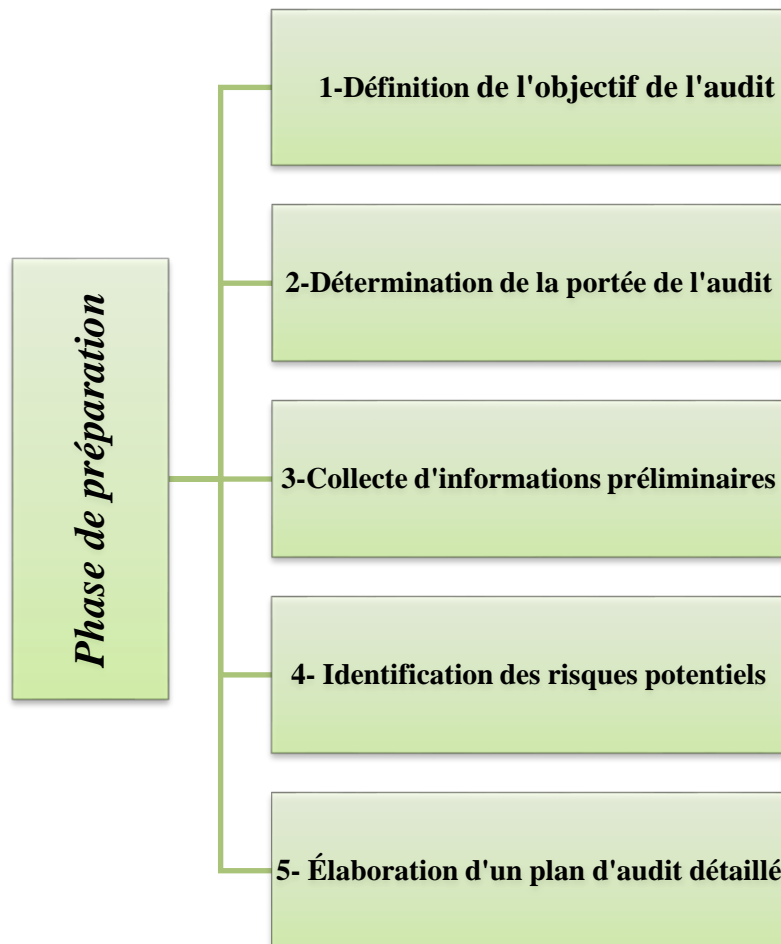 Phase de préparation
1-Définition de l'objectif de l'audit
2-Détermination de la portée de l'audit
3-Collecte d'informations préliminaires
4- Identification des risques potentiels
5- Élaboration d'un plan d'audit détaillé